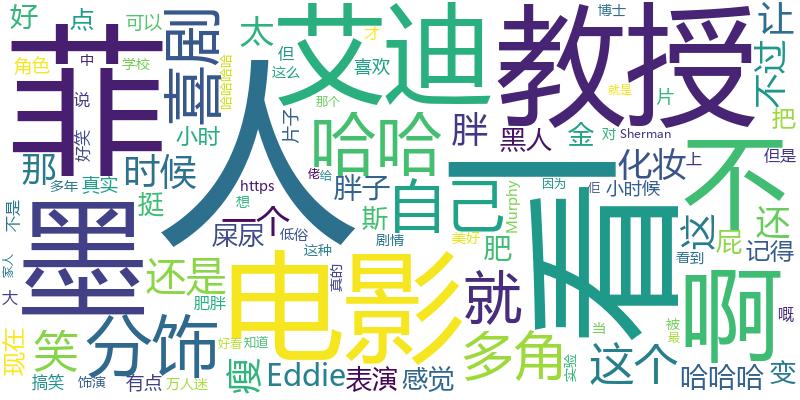 好 点 可以 喜剧 太 艾迪 教授 博士 让
角色 中 但 才 不过
菲 学校 哈哈哈哈 这么 喜欢 就是 片
说 那个 把
好笑 小时 片子 哈哈 胖 黑人 金 对 Sherman
人 一 不 但是
那 时候 化妆 上
多年 真实 https 佬 给 胖子 自己 因为 佢 小时候
不是 挺 想 一个 斯 Murphy 看 这 还
墨 屎尿 低俗 剧情 美好 肥 屁 记得
家人 还是 这种 看到
大 肥胖 真的 电影 就 啊 嘅
现在 笑 分饰 好看 知道 多角 当 被
最
搞笑 饰演 有点 万人迷 瘦 Eddie 表演 感觉 实验 这个 哈哈哈 变